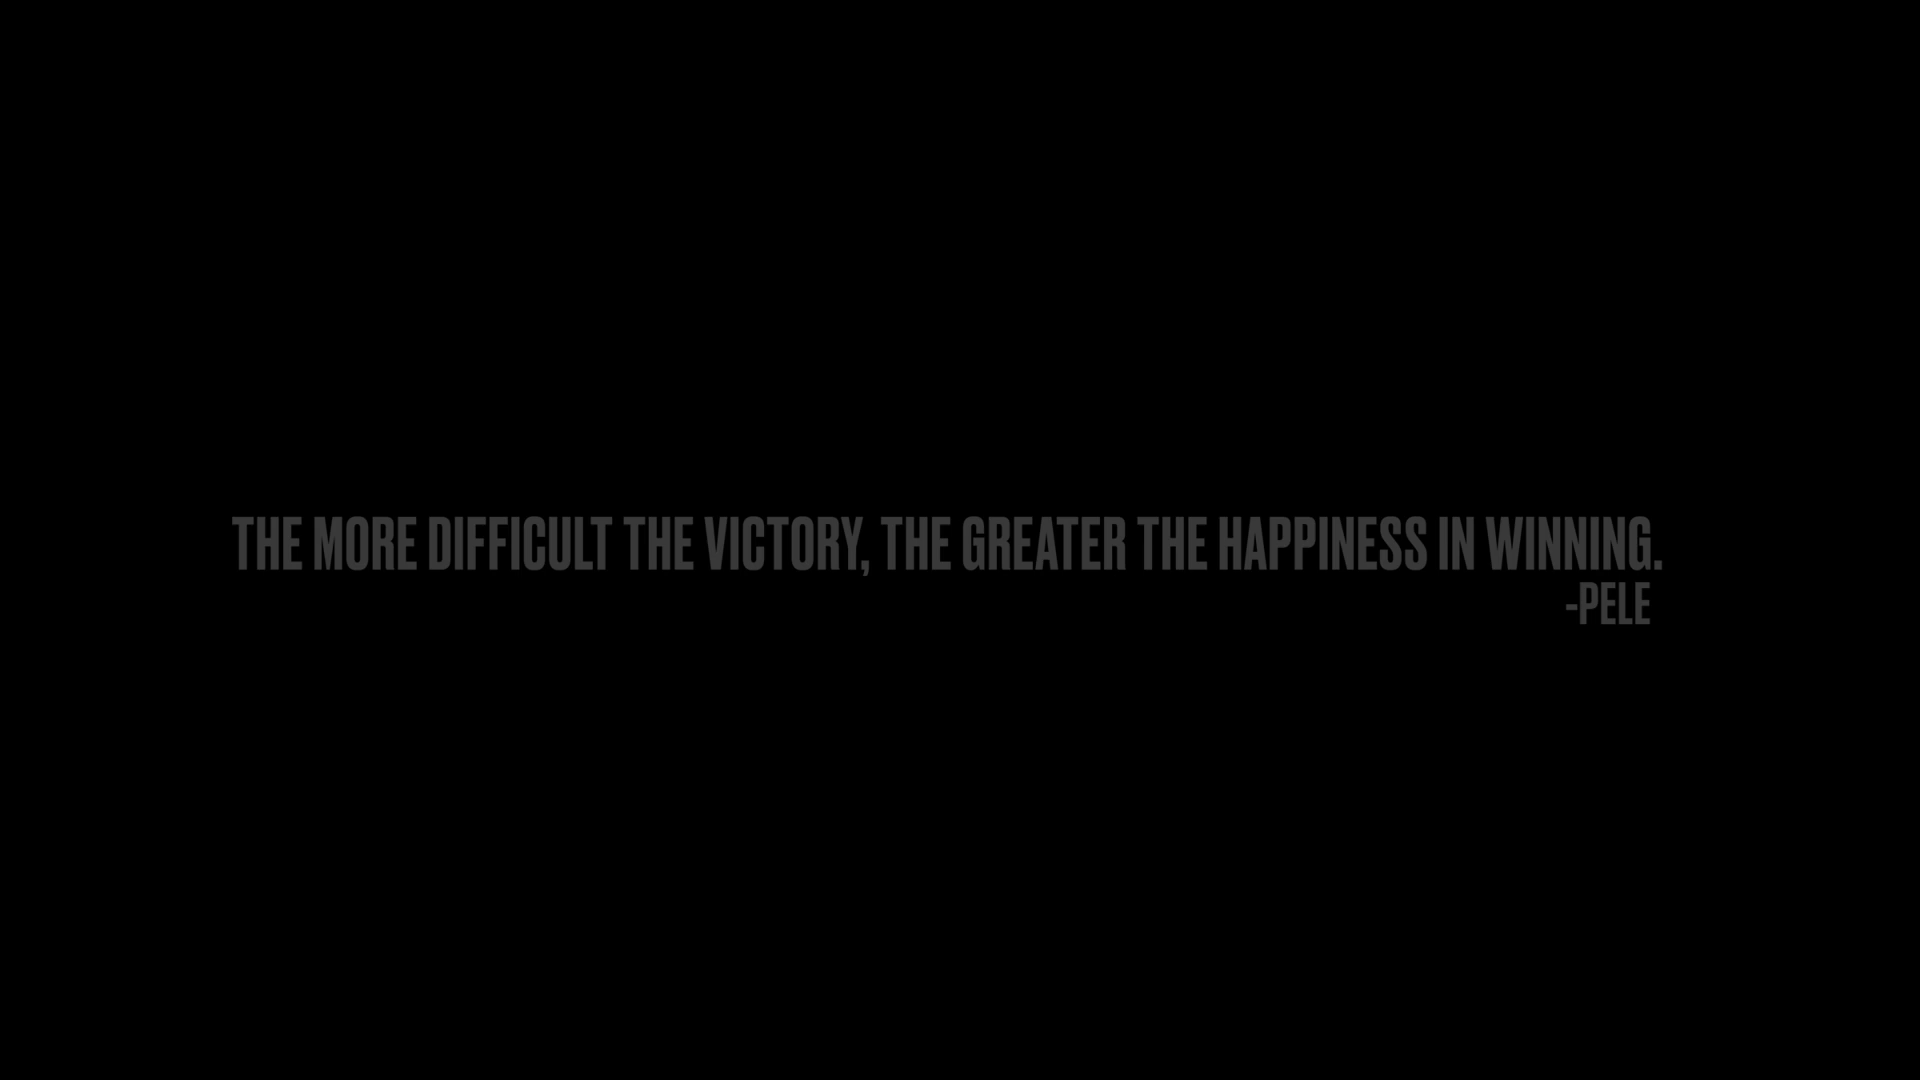 THE MORE DIFFICULT THE VICTORY, THE GREATER THE HAPPINESS IN WINNING.
-PELE